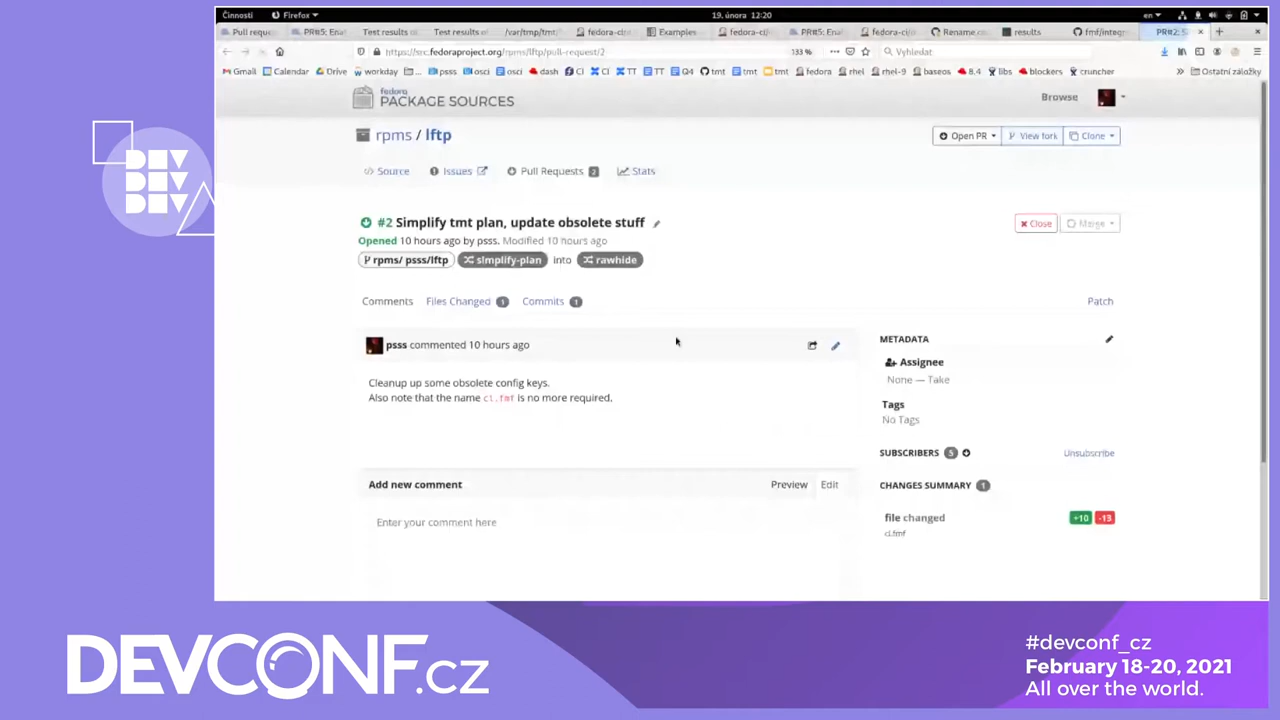 Činnosti Firefox 19. února 12:20 en
Pull reque PR#5: Ena Test results of Test results of /var/tmp/tmt/ fedora-ci Examples fedora-ci/ PR#5: Enal fedora-ci/ Rename co results fmf/integr PR#2: S
https://src.fedoraproject.org/rpms/lftp/pull-request/2 133 % Vyhledat
Gmail Calendar Drive workday psss osci osci dash CI CI TT TT Q4 tmt tmt tmt fedora rhel rhel-9 baseos 8.4 libs blockers cruncher Ostatní záložky
fedora
PACKAGE SOURCES
Browse
rpms / lftp
Open PR View fork Clone
Source Issues Pull Requests 2 Stats
#2 Simplify tmt plan, update obsolete stuff
Close Merge
Opened 10 hours ago by psss. Modified 10 hours ago
rpms/ psss/lftp simplify-plan into rawhide
Comments Files Changed 1 Commits 1 Patch
psss commented 10 hours ago
Cleanup up some obsolete config keys.
Also note that the name ci.fmf is no more required.
METADATA
Assignee
None — Take
Tags
No Tags
SUBSCRIBERS 5 Unsubscribe
CHANGES SUMMARY 1
file changed +10 -13
ci.fmf
Add new comment Preview Edit
Enter your comment here
DEV
DEV
DEV
DEVCONF.cz
#devconf_cz
February 18-20, 2021
All over the world.